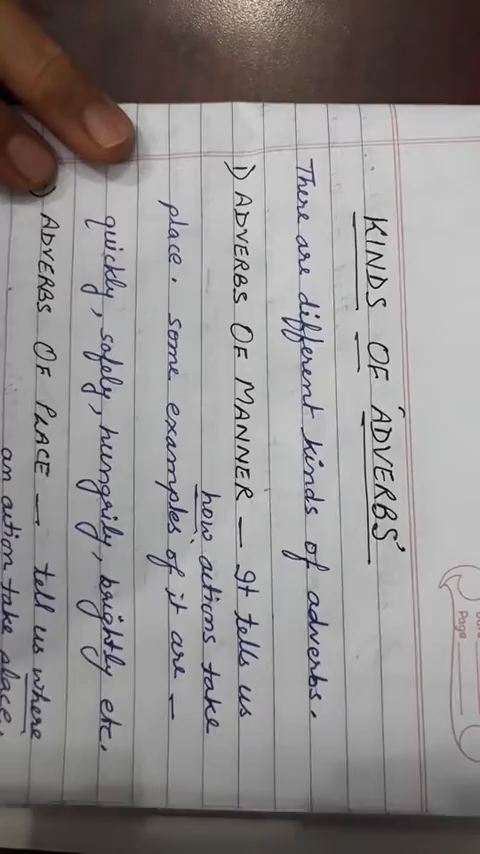 Page
KINDS OF "ADVERBS"
There are different kinds of adverbs.
1) ADVERBS OF MANNER — It tells us
how actions take
place. some examples of it are –
quickly, safely, hungrily, brightly etc.
) ADVERBS OF PLACE — tell us where
an action take place.